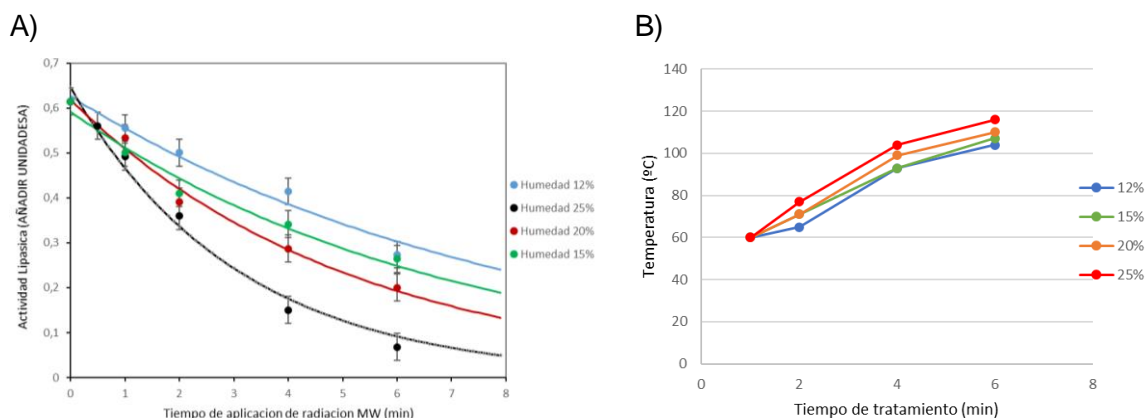 A)
Actividad Lipasica (AÑADIR UNIDADESA)
0,7
0,6
0,5
0,4
0,3
0,2
0,1
0
0 1 2 3 4 5 6 7 8
Tiempo de aplicacion de radiacion MW (min)
Humedad 12%
Humedad 25%
Humedad 20%
Humedad 15%
B)
Temperatura (ºC)
140
120
100
80
60
40
20
0
0 2 4 6 8
Tiempo de tratamiento (min)
12%
15%
20%
25%